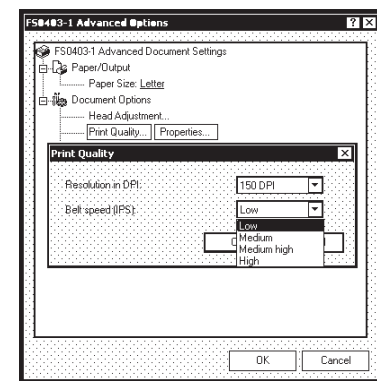 FS0403-1 Advanced Options
FS0403-1 Advanced Document Settings
Paper/Output
Paper Size: Letter
Document Options
Head Adjustment...
Print Quality... Properties...
Print Quality
Resolution in DPI: 150 DPI
Belt speed (IPS): Low
Low
Medium
Medium high
High
OK Cancel